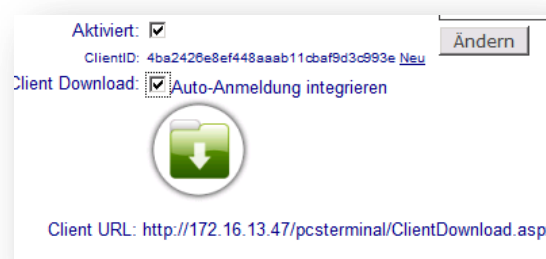 Aktiviert:
Ändern
ClientID: 4ba2426e8ef448aaab11cbaf9d3c993e Neu
Client Download: Auto-Anmeldung integrieren
Client URL: http://172.16.13.47/pcsterminal/ClientDownload.asp